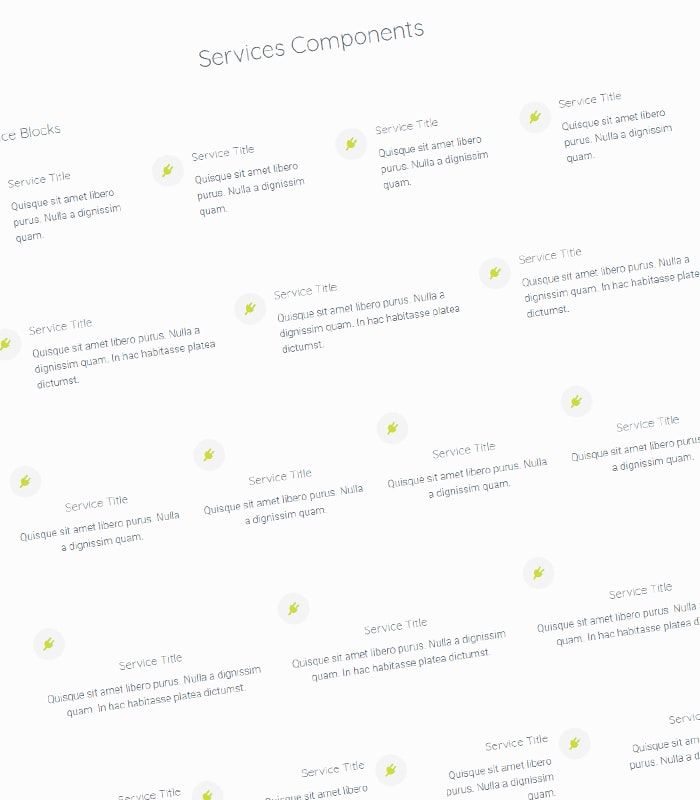 Services Components
ce Blocks
Service Title
Quisque sit amet libero
purus. Nulla a dignissim
quam.
Service Title
Quisque sit amet libero
purus. Nulla a dignissim
quam.
Service Title
Quisque sit amet libero
purus. Nulla a dignissim
quam.
Service Title
Quisque sit amet libero
purus. Nulla a dignissim
quam.
Service Title
Quisque sit amet libero purus. Nulla a
dignissim quam. In hac habitasse platea
dictumst.
Service Title
Quisque sit amet libero purus. Nulla a
dignissim quam. In hac habitasse platea
dictumst.
Service Title
Quisque sit amet libero purus. Nulla a
dignissim quam. In hac habitasse plate
dictumst.
Service Title
Quisque sit amet libero purus. Nulla
a dignissim quam.
Service Title
Quisque sit amet libero purus. Nulla
a dignissim quam.
Service Title
Quisque sit amet libero purus. Nulla
a dignissim quam.
Service Title
Quisque sit amet libero purus
a dignissim quam.
Service Title
Quisque sit amet libero purus. Nulla a dignissim
quam. In hac habitasse platea dictumst.
Service Title
Quisque sit amet libero purus. Nulla a dignissim
quam. In hac habitasse platea dictumst.
Service Title
Quisque sit amet libero purus. Nulla
quam. In hac habitasse platea d
Service Title
Service Title
Quisque sit amet libero
Service Title
Quisque sit amet libero
purus. Nulla a dignissim
quam.
Servic
Quisque sit am
purus. Nulla a d